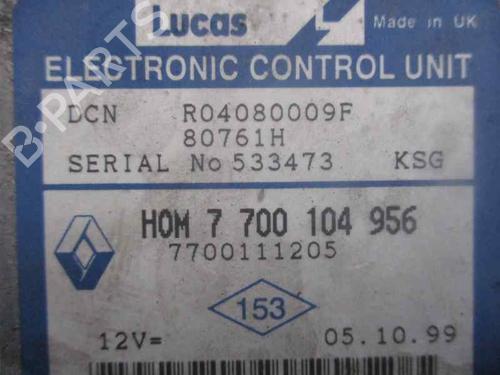 Lucas
Made in UK
ELECTRONIC CONTROL UNIT
DCN R04080009F
80761H
SERIAL No 533473 KSG
HOM 7 700 104 956
7700111205
153
12V= 05.10.99
B-PARTS